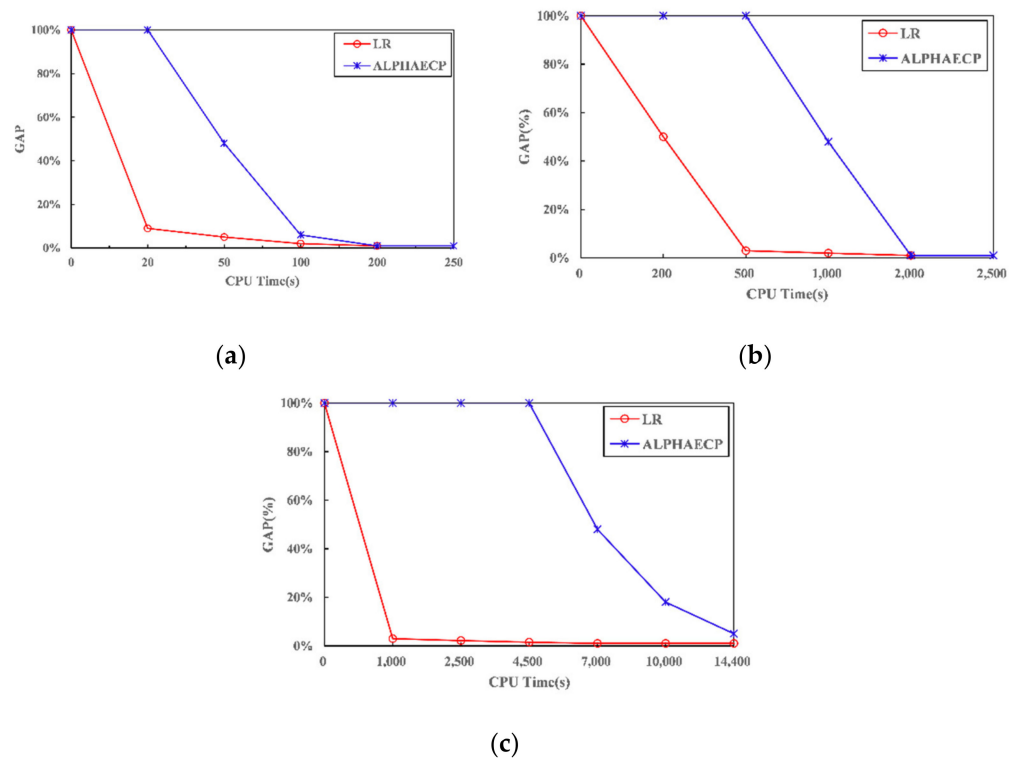 100%
80%
60%
40%
20%
0%
GAP
LR
ALPHAECP
0 20 50 100 200 250
CPU Time(s)
(a)
100%
80%
60%
40%
20%
0%
GAP(%)
LR
ALPHAECP
0 200 500 1,000 2,000 2,500
CPU Time(s)
(b)
100%
80%
60%
40%
20%
0%
GAP(%)
LR
ALPHAECP
0 1,000 2,500 4,500 7,000 10,000 14,400
CPU Time(s)
(c)